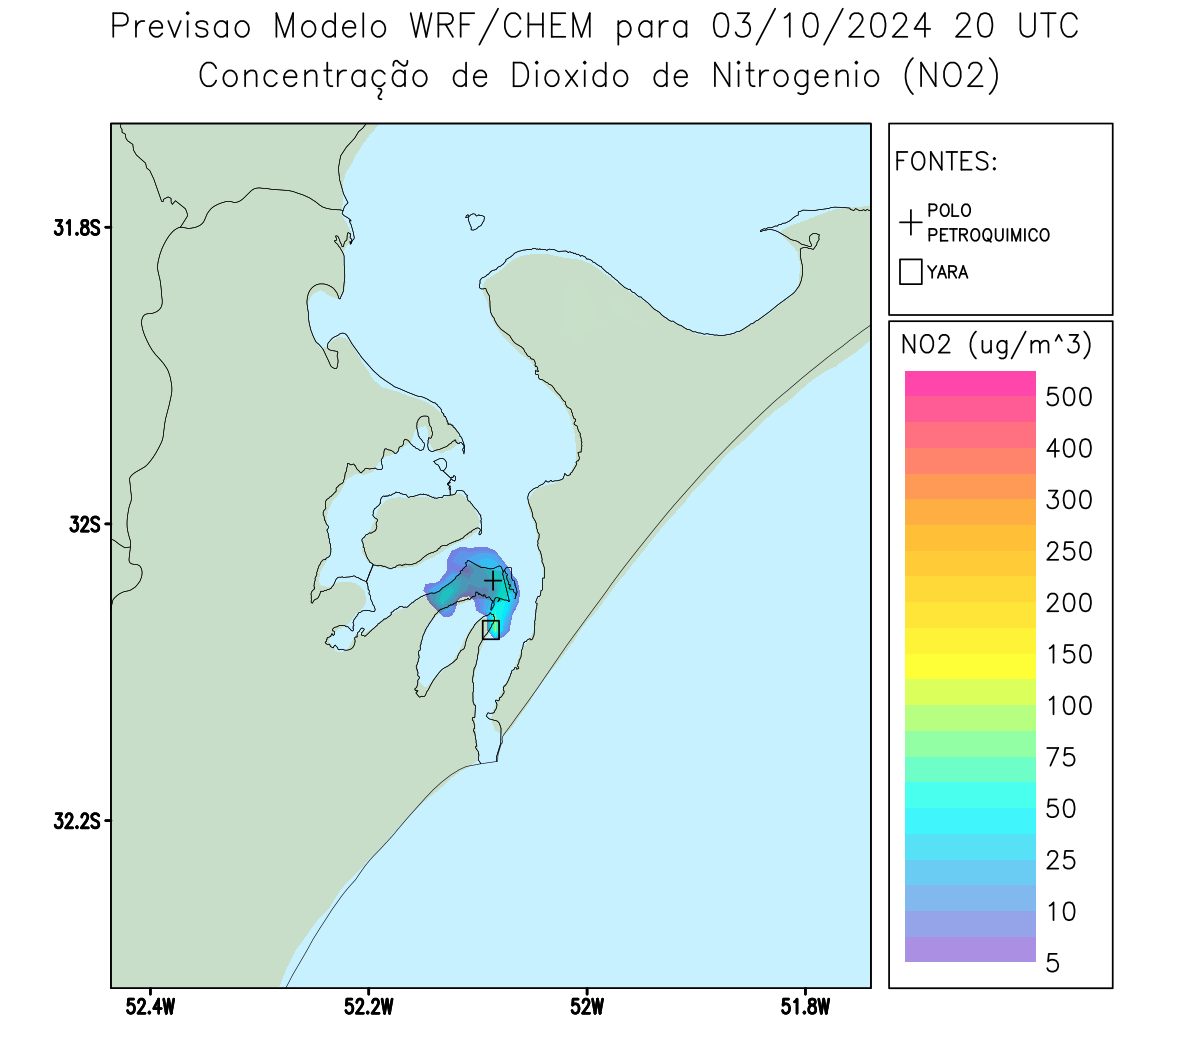 Previsao Modelo WRF/CHEM para 03/10/2024 20 UTC
Concentração de Dioxido de Nitrogenio (NO2)
FONTES:
POLO
PETROQUIMICO
YARA
NO2 (ug/m^3)
500
400
300
250
200
150
100
75
50
25
10
5
31.8S
32S
32.2S
52.4W
52.2W
52W
51.8W